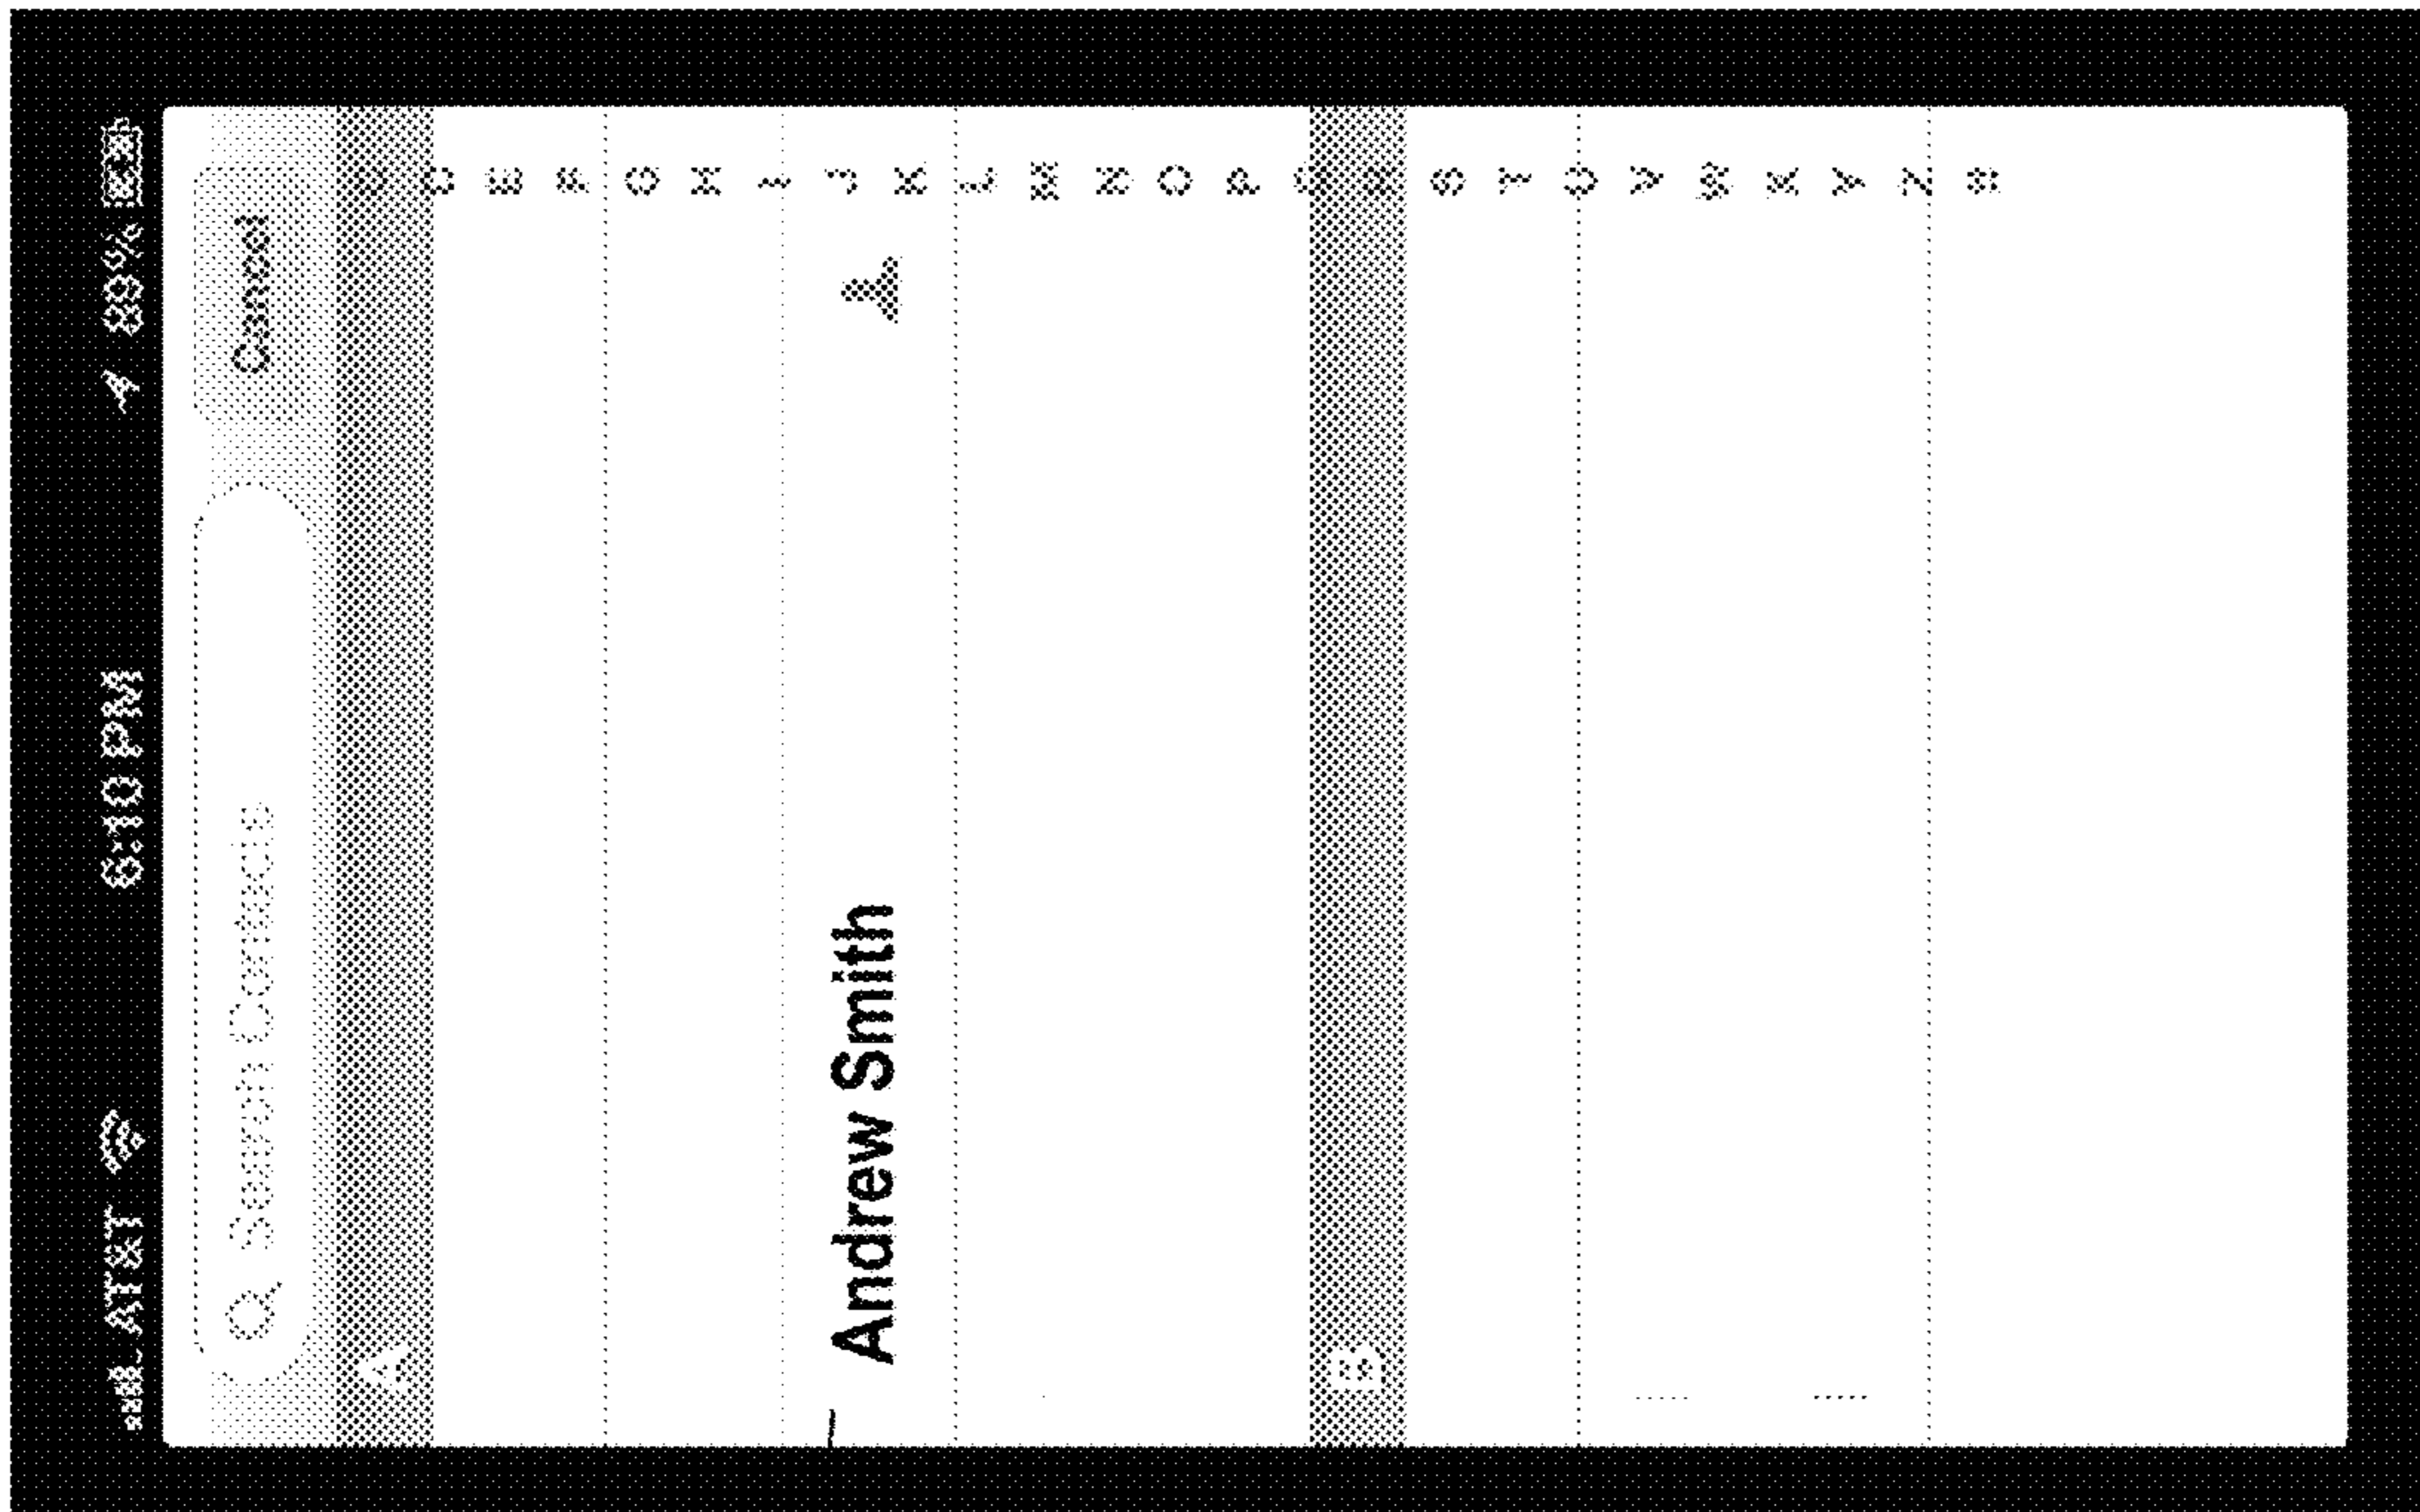 AT&T 6:10 PM 89%
Search Contacts Cancel
A
Andrew Smith
B
D
E
F
G
H
I
J
K
L
M
N
O
P
S
T
U
V
W
X
Y
Z
#